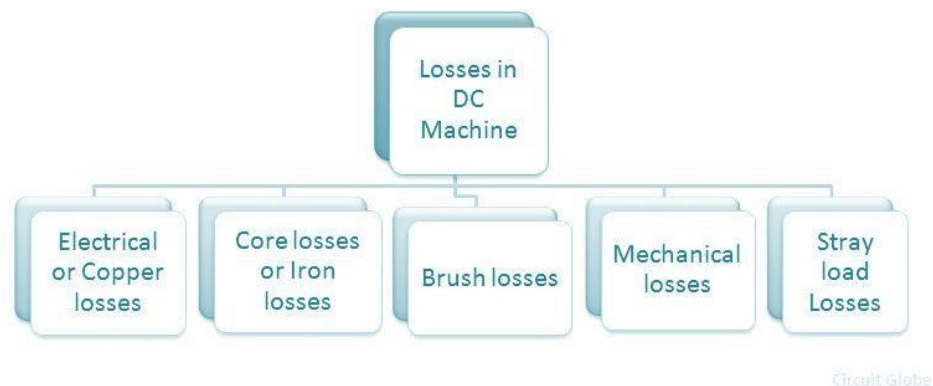 Losses in
DC
Machine
Electrical
or Copper
losses
Core losses
or Iron
losses
Brush losses
Mechanical
losses
Stray
load
Losses
Circuit Globe